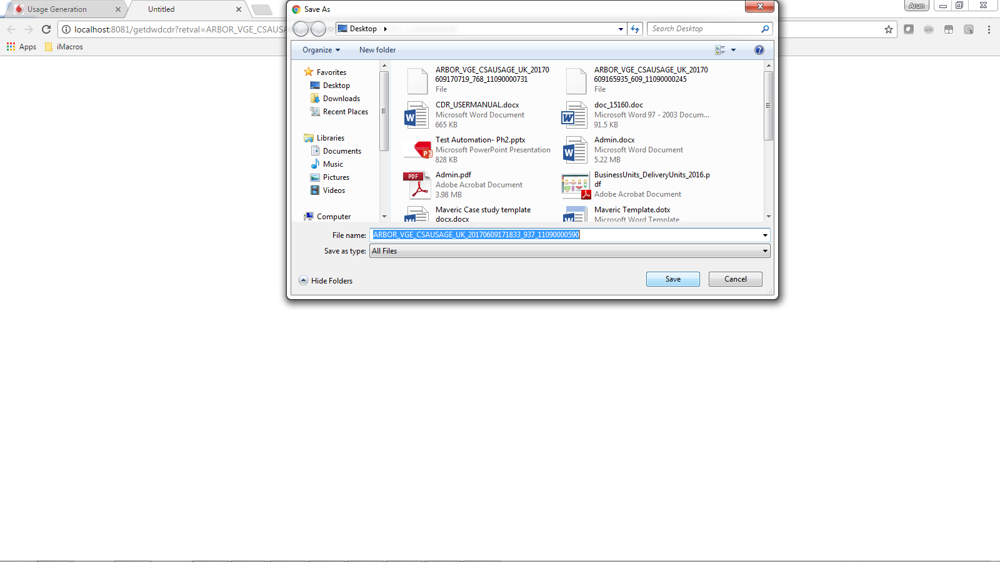 Usage Generation
Untitled
Save As
Arun
localhost:8081/getdwdcdr?retval=ARBOR_VGE_CSAUSA
Desktop
Search Desktop
Apps
iMacros
Organize
New folder
Favorites
Desktop
Downloads
Recent Places
Libraries
Documents
Music
Pictures
Videos
Computer
ARBOR_VGE_CSAUSAGE_UK_20170
609170719_768_11090000731
File
ARBOR_VGE_CSAUSAGE_UK_20170
609165935_609_11090000245
File
CDR_USERMANUAL.docx
Microsoft Word Document
665 KB
doc_15160.doc
Microsoft Word 97 - 2003 Docum...
91.5 KB
Test Automation- Ph2.pptx
Microsoft PowerPoint Presentation
828 KB
Admin.docx
Microsoft Word Document
5.22 MB
PDF
Admin.pdf
Adobe Acrobat Document
3.98 MB
BusinessUnits_DeliveryUnits_2016.p
df
Adobe Acrobat Document
Maveric Case study template
docx.docx
Maveric Template.dotx
Microsoft Word Template
File name: ARBOR_VGE_CSAUSAGE_UK_20170609171833_937_11090000590
Save as type: All Files
Hide Folders
Save
Cancel